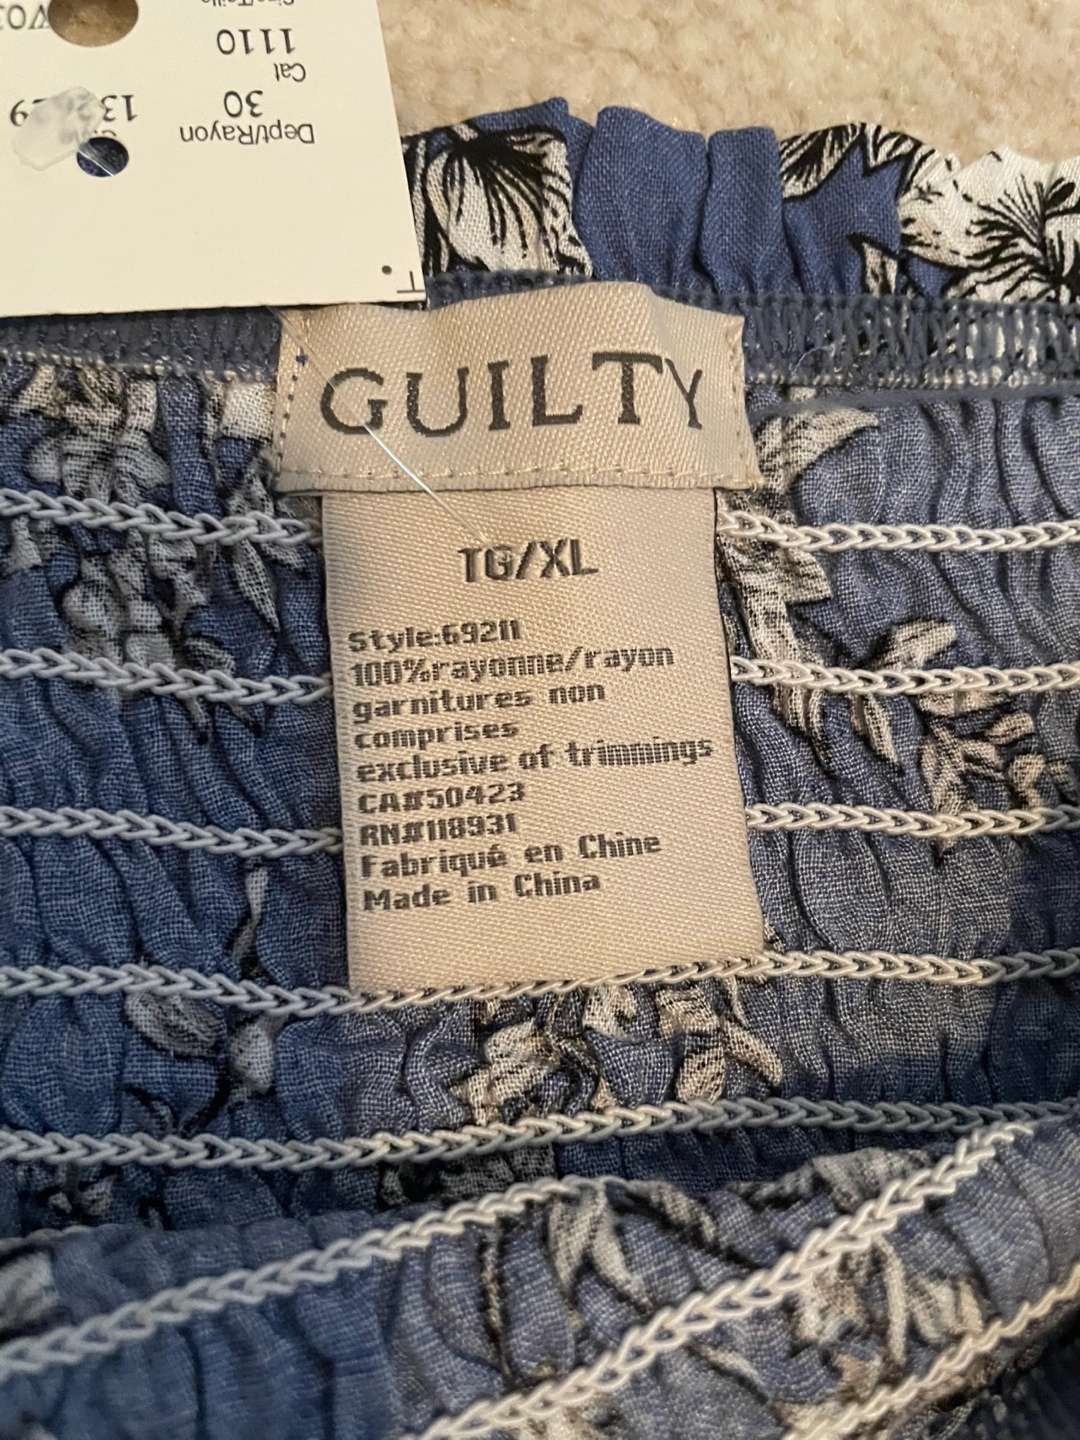 Dept/Rayon
30
Cat
1110
GUILTY
TG/XL
Style:69211
100%rayonne/rayon
garnitures non
comprises
exclusive of trimmings
CA#50423
RN#118931
Fabriqué en Chine
Made in China